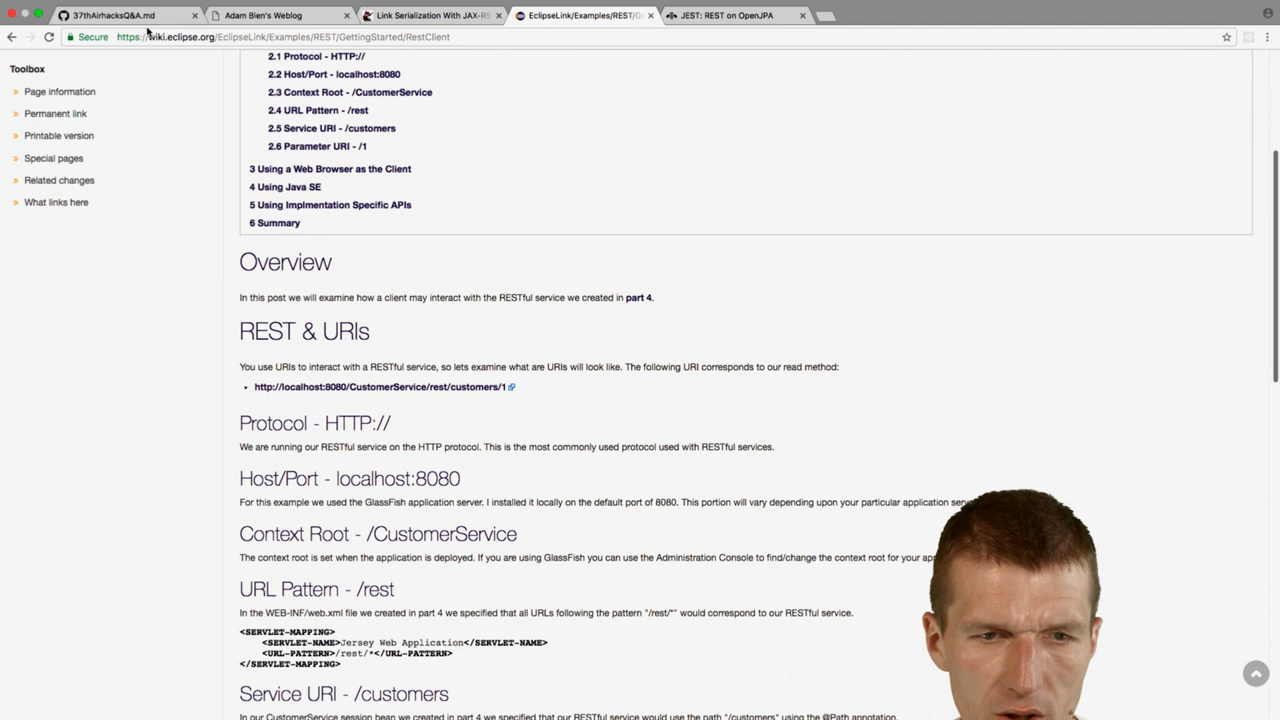 37thAirhacksQ&A.md
Adam Bien's Weblog
Link Serialization With JAX-RS
EclipseLink/Examples/REST/G
JEST: REST on OpenJPA
Secure https://wiki.eclipse.org/EclipseLink/Examples/REST/GettingStarted/RestClient
Toolbox
Page information
Permanent link
Printable version
Special pages
Related changes
What links here
2.1 Protocol - HTTP://
2.2 Host/Port - localhost:8080
2.3 Context Root - /CustomerService
2.4 URL Pattern - /rest
2.5 Service URI - /customers
2.6 Parameter URI - /1
3 Using a Web Browser as the Client
4 Using Java SE
5 Using Implmentation Specific APIs
6 Summary
Overview
In this post we will examine how a client may interact with the RESTful service we created in part 4.
REST & URIs
You use URIs to interact with a RESTful service, so lets examine what are URIs will look like. The following URI corresponds to our read method:
• http://localhost:8080/CustomerService/rest/customers/1
Protocol - HTTP://
We are running our RESTful service on the HTTP protocol. This is the most commonly used protocol used with RESTful services.
Host/Port - localhost:8080
For this example we used the GlassFish application server. I installed it locally on the default port of 8080. This portion will vary depending upon your particular application
Context Root - /CustomerService
The context root is set when the application is deployed. If you are using GlassFish you can use the Administration Console to find/change the context root for your
URL Pattern - /rest
In the WEB-INF/web.xml file we created in part 4 we specified that all URLs following the pattern "/rest/*" would correspond to our RESTful service.
<SERVLET-MAPPING>
<SERVLET-NAME>Jersey Web Application</SERVLET-NAME>
<URL-PATTERN>/rest/*</URL-PATTERN>
</SERVLET-MAPPING>
Service URI - /customers
In our CustomerService session bean we created in part 4 we specified that our RESTful service would use the path "/customers" using the @Path annotation.